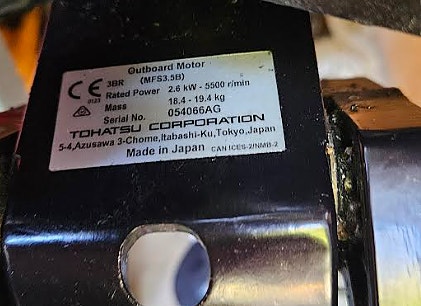 Outboard Motor
CE 3BR (MFS3.5B)
0123 Rated Power 2.6 kW - 5500 r/min
Mass 18.4 - 19.4 kg
Serial No. 054066AG
TOHATSU CORPORATION
5-4,Azusawa 3-Chome,Itabashi-Ku,Tokyo,Japan
Made in Japan CAN ICES-2/NMB-2